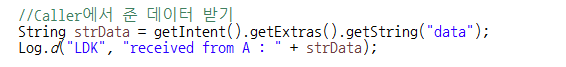 //Caller에서 준 데이터 받기
String strData = getIntent().getExtras().getString("data");
Log.d("LDK", "received from A : " + strData);